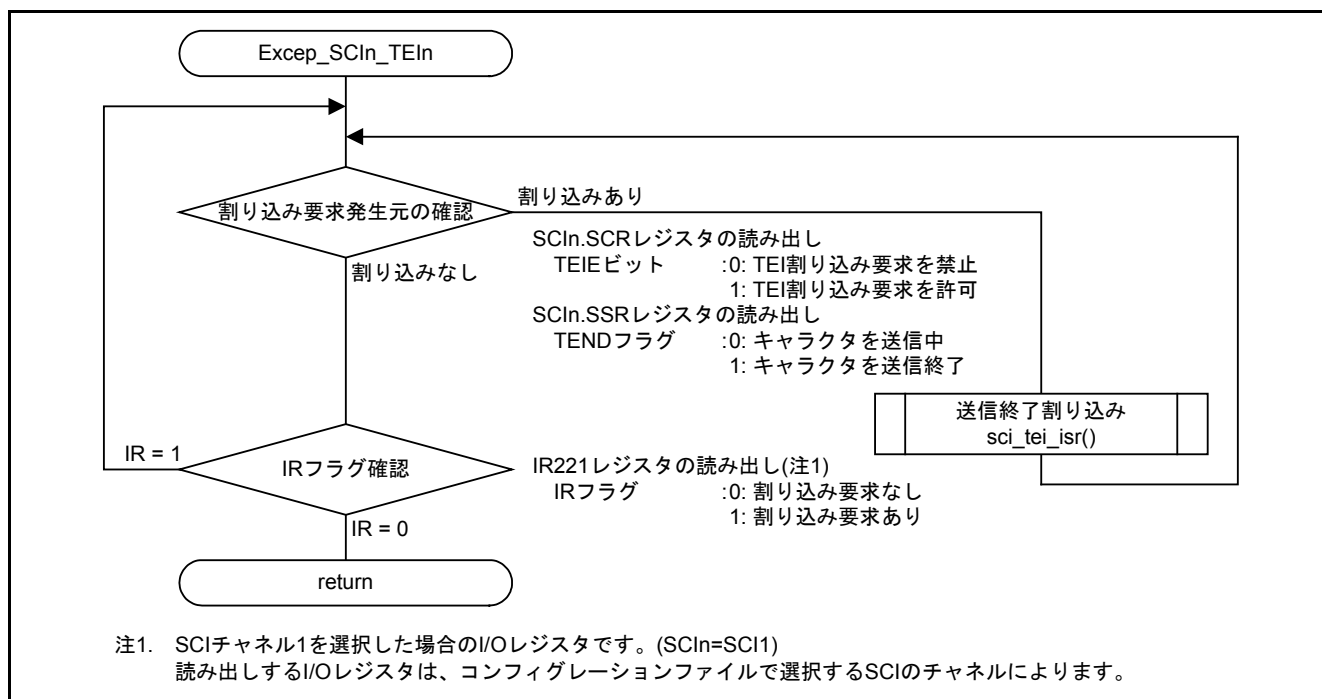 Excep_SCIn_TEIn
割り込み要求発生元の確認
割り込みあり
割り込みなし
SCIn.SCRレジスタの読み出し
TEIEビット :0: TEI割り込み要求を禁止
1: TEI割り込み要求を許可
SCIn.SSRレジスタの読み出し
TENDフラグ :0: キャラクタを送信中
1: キャラクタを送信終了
送信終了割り込み
sci_tei_isr()
IR = 1
IRフラグ確認
IR221レジスタの読み出し(注1)
IRフラグ :0: 割り込み要求なし
1: 割り込み要求あり
IR = 0
return
注1. SCIチャネル1を選択した場合のI/Oレジスタです。(SCIn=SCI1)
読み出しするI/Oレジスタは、コンフィグレーションファイルで選択するSCIのチャネルによります。